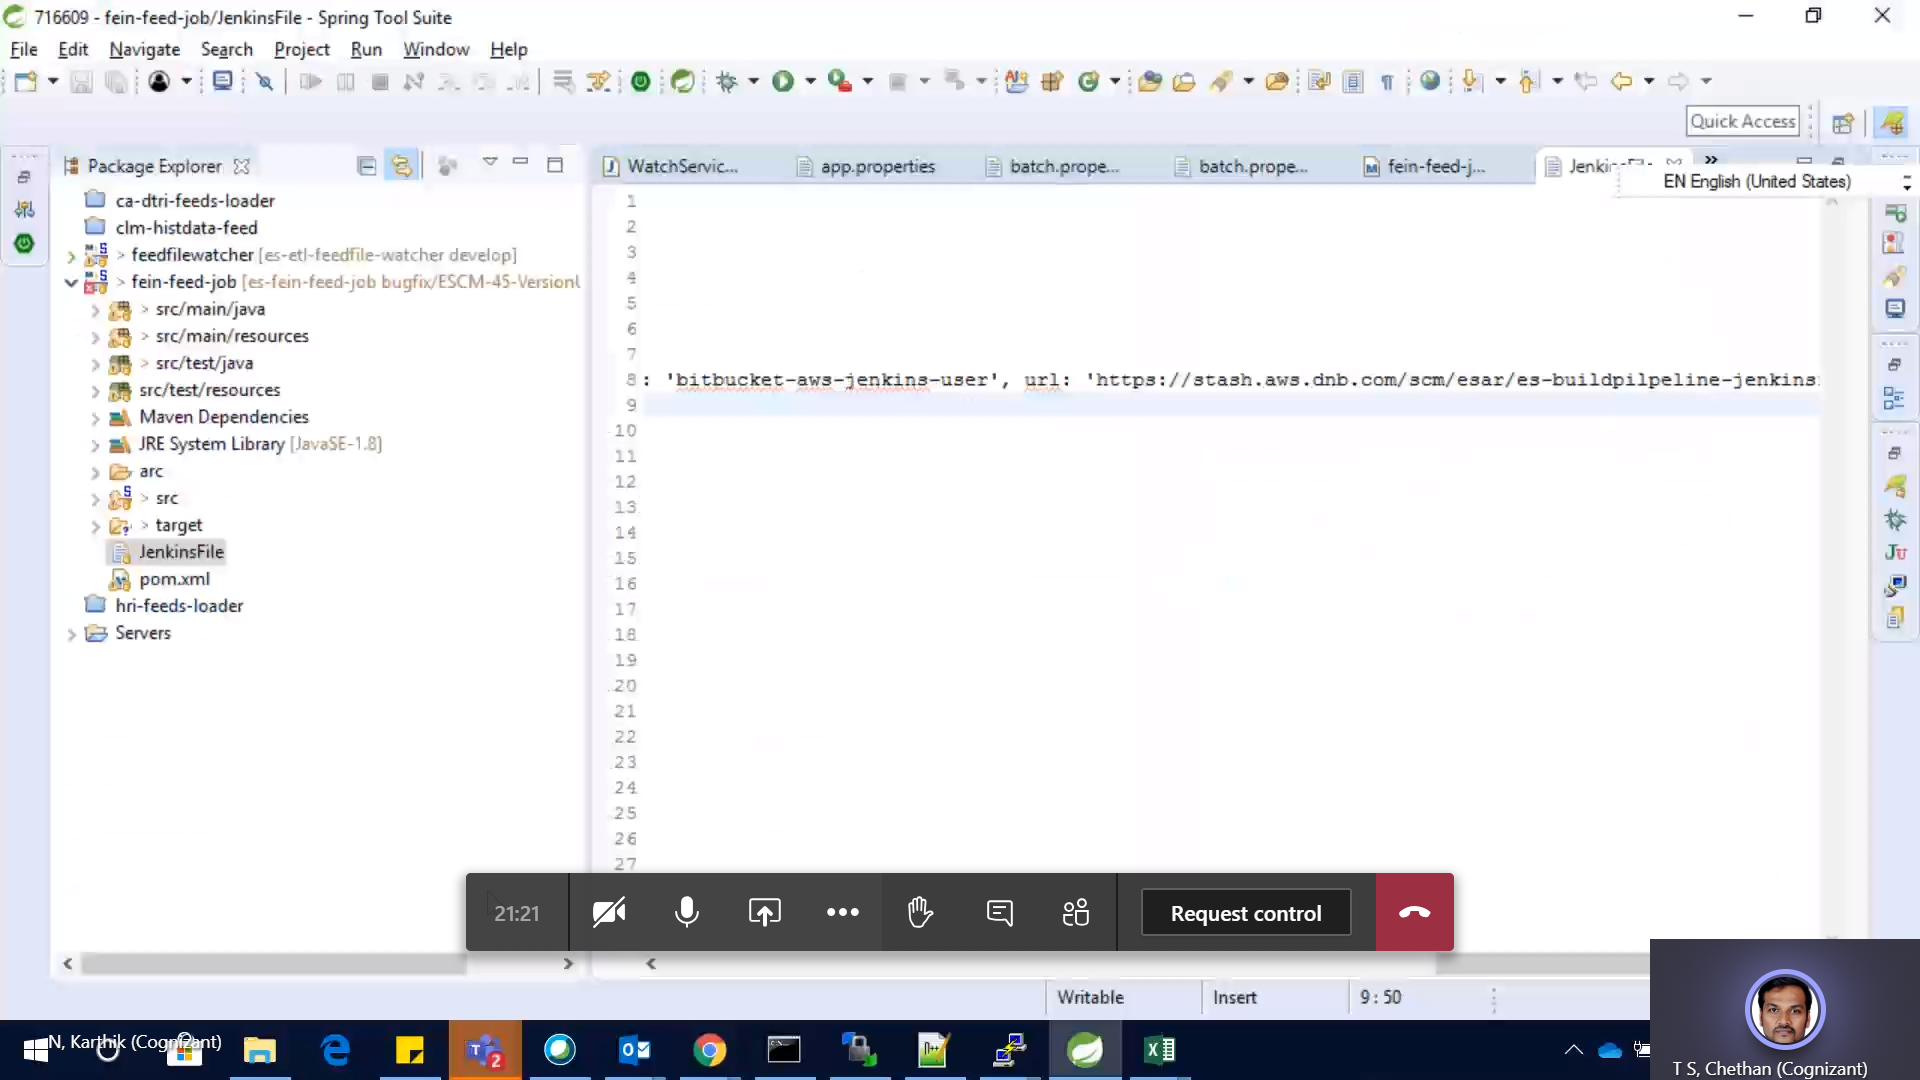 716609 - fein-feed-job/JenkinsFile - Spring Tool Suite
File Edit Navigate Search Project Run Window Help
Quick Access
Package Explorer
WatchServic...
app.properties
batch.prope...
batch.prope...
fein-feed-j...
EN English (United States)
ca-dtri-feeds-loader
clm-histdata-feed
> feedfilewatcher [es-etl-feedfile-watcher develop]
> fein-feed-job [es-fein-feed-job bugfix/ESCM-45-Version
> src/main/java
> src/main/resources
> src/test/java
src/test/resources
Maven Dependencies
JRE System Library [JavaSE-1.8]
arc
> src
> target
JenkinsFile
pom.xml
hri-feeds-loader
Servers
1
2
3
4
5
6
7
8 : 'bitbucket-aws-jenkins-user', url: 'https://stash.aws.dnb.com/scm/esar/es-buildpilpeline-jenkins
9
10
11
12
13
14
15
16
17
18
19
20
21
22
23
24
25
26
27
21:21
Request control
Writable
Insert
9 : 50
N, Karthik (Cognizant)
2
T S, Chethan (Cognizant)